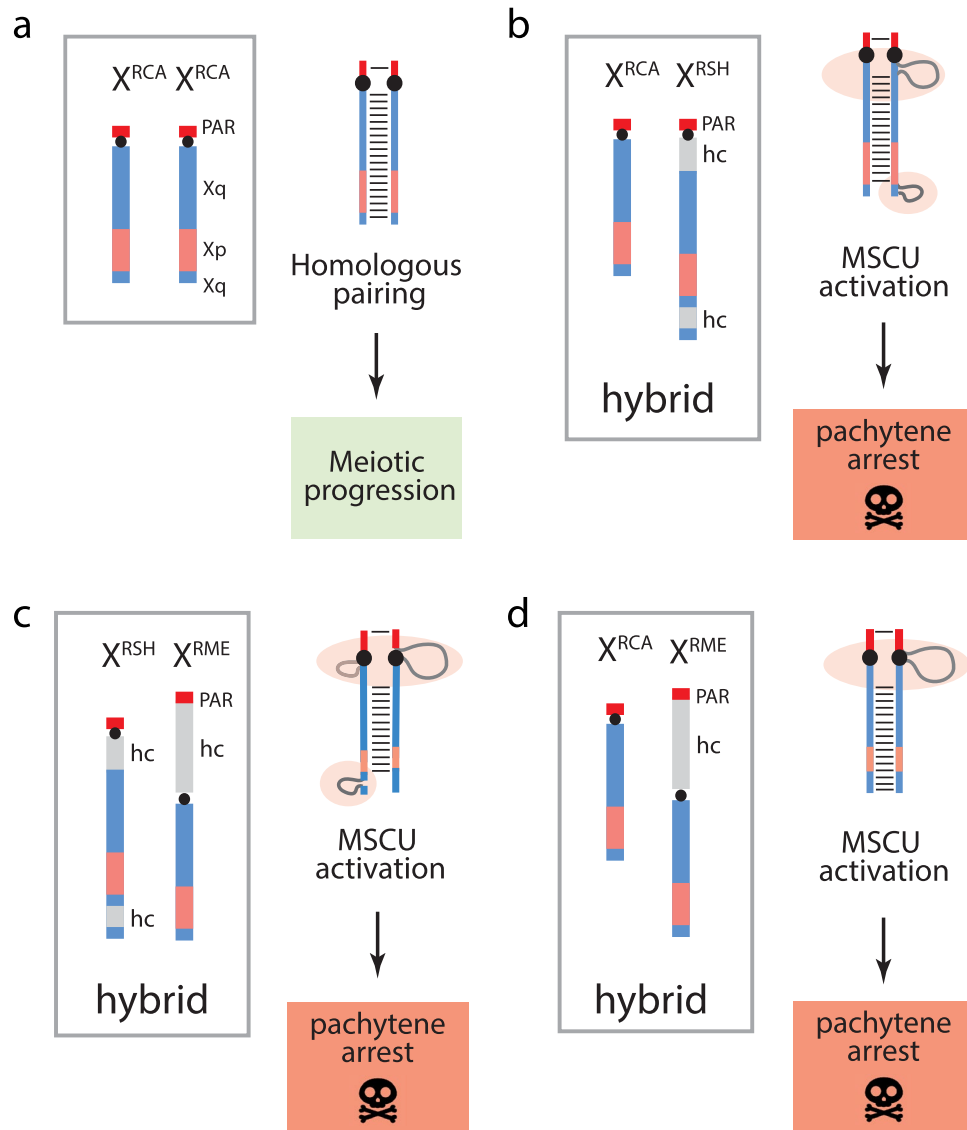 a
X^RCA X^RCA
PAR
Xq
Xp
Xq
Homologous
pairing
Meiotic
progression
b
X^RCA X^RSH
PAR
hc
hc
hybrid
MSCU
activation
pachytene
arrest
c
X^RSH X^RME
PAR
hc
hc
hc
hybrid
MSCU
activation
pachytene
arrest
d
X^RCA X^RME
PAR
hc
hybrid
MSCU
activation
pachytene
arrest